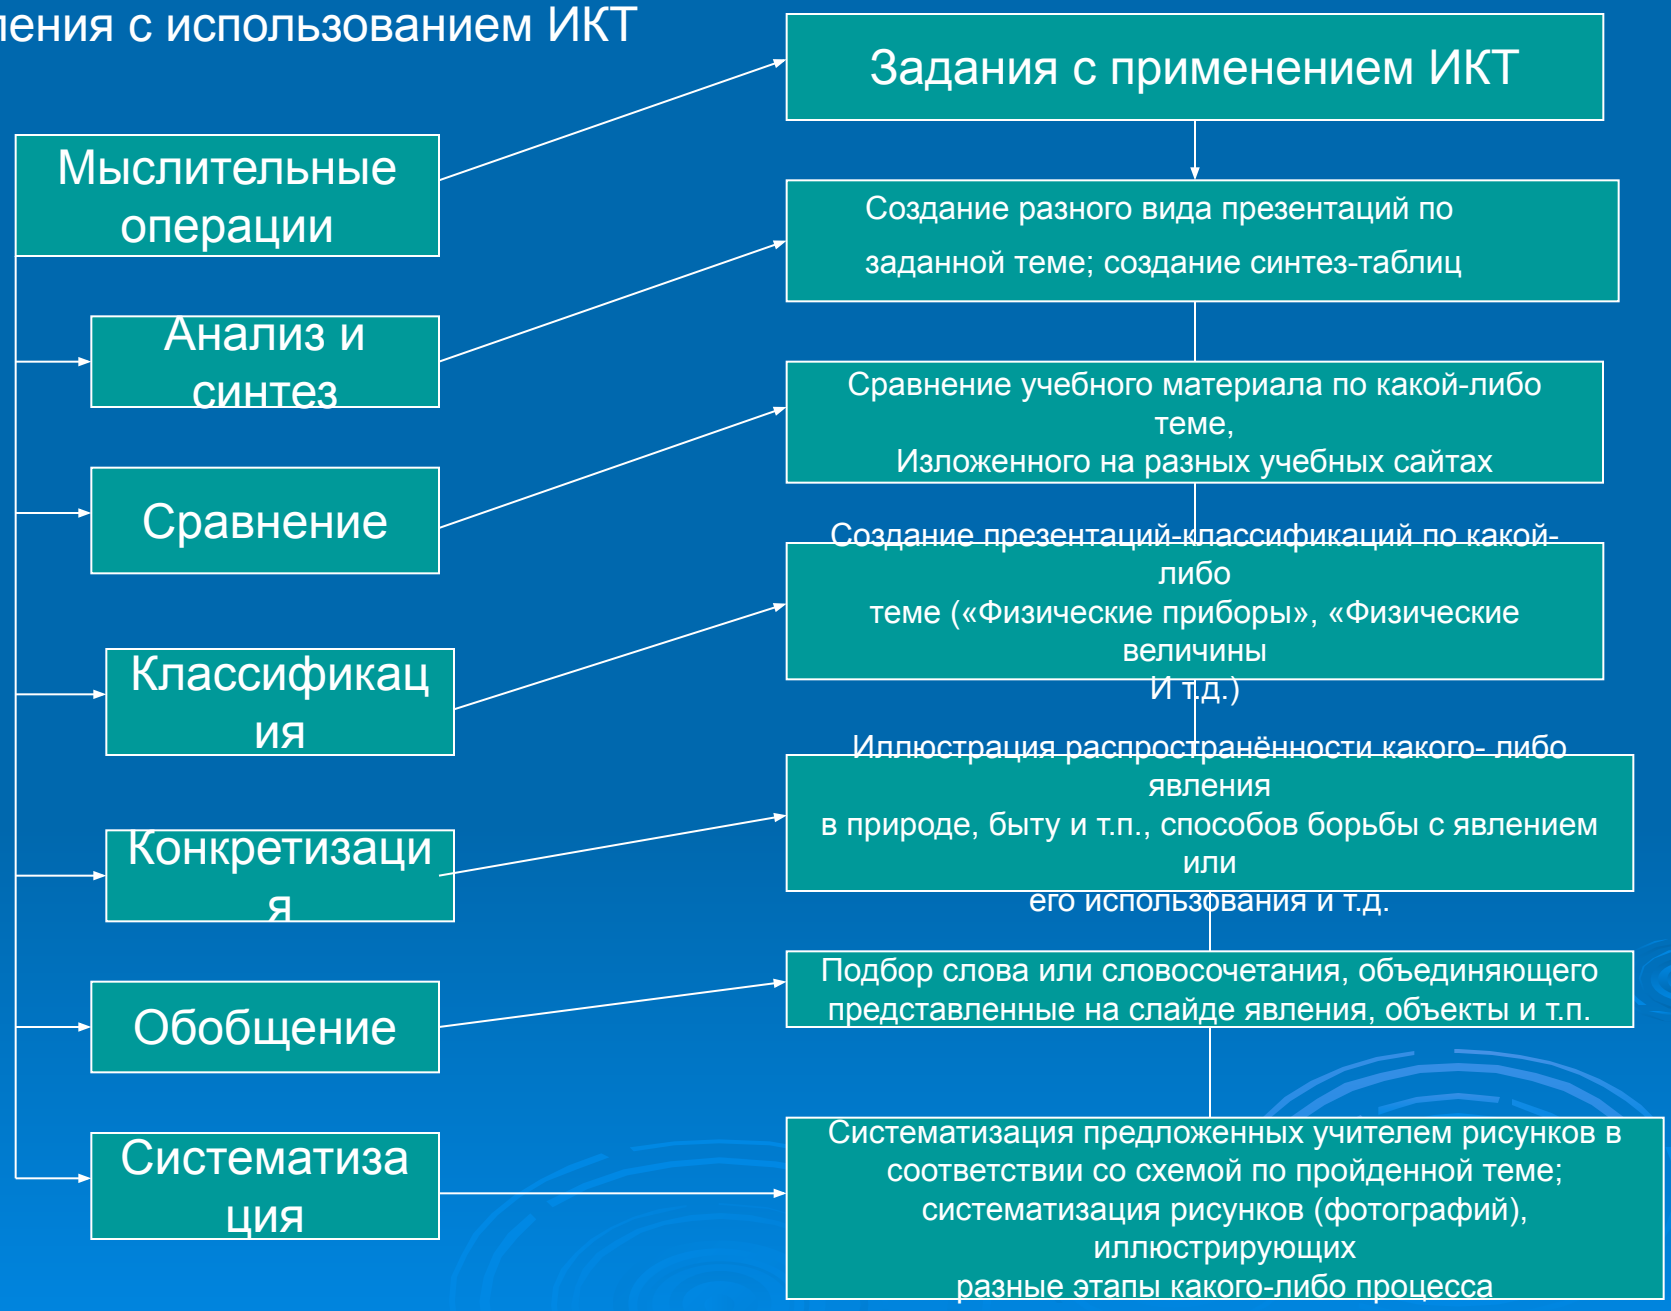 с использованием ИКТ
Задания с применением ИКТ
Мыслительные
операции
Создание разного вида презентаций по
заданной теме; создание синтез-таблиц
Анализ и
синтез
Сравнение учебного материала по какой-либо
теме,
Изложенного на разных учебных сайтах
Сравнение
Создание презентаций-классификаций по какой-
либо
теме («Физические приборы», «Физические
величины
И т.д.)
Классификац
ия
Иллюстрация распространённости какого- либо
явления
в природе, быту и т.п., способов борьбы с явлением
или
его использования и т.д.
Конкретизаци
я
Подбор слова или словосочетания, объединяющего
представленные на слайде явления, объекты и т.п.
Обобщение
Систематизация предложенных учителем рисунков в
соответствии со схемой по пройденной теме;
систематизация рисунков (фотографий),
иллюстрирующих
разные этапы какого-либо процесса
Систематиза
ция